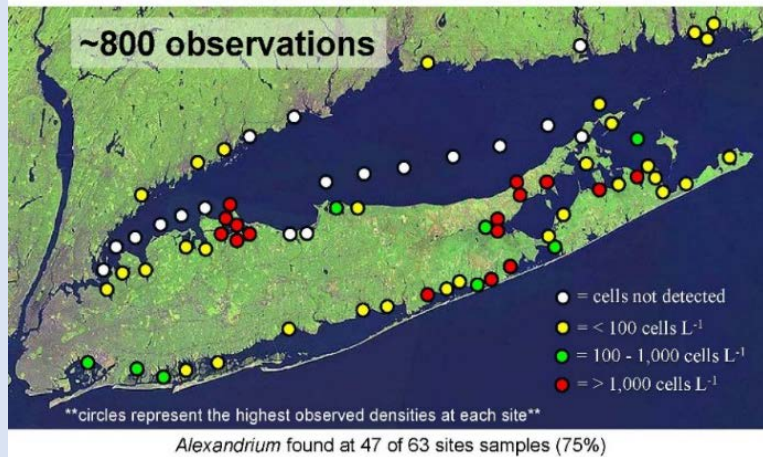 ~800 observations
= cells not detected
= < 100 cells L⁻¹
= 100 - 1,000 cells L⁻¹
= > 1,000 cells L⁻¹
**circles represent the highest observed densities at each site**
Alexandrium found at 47 of 63 sites samples (75%)